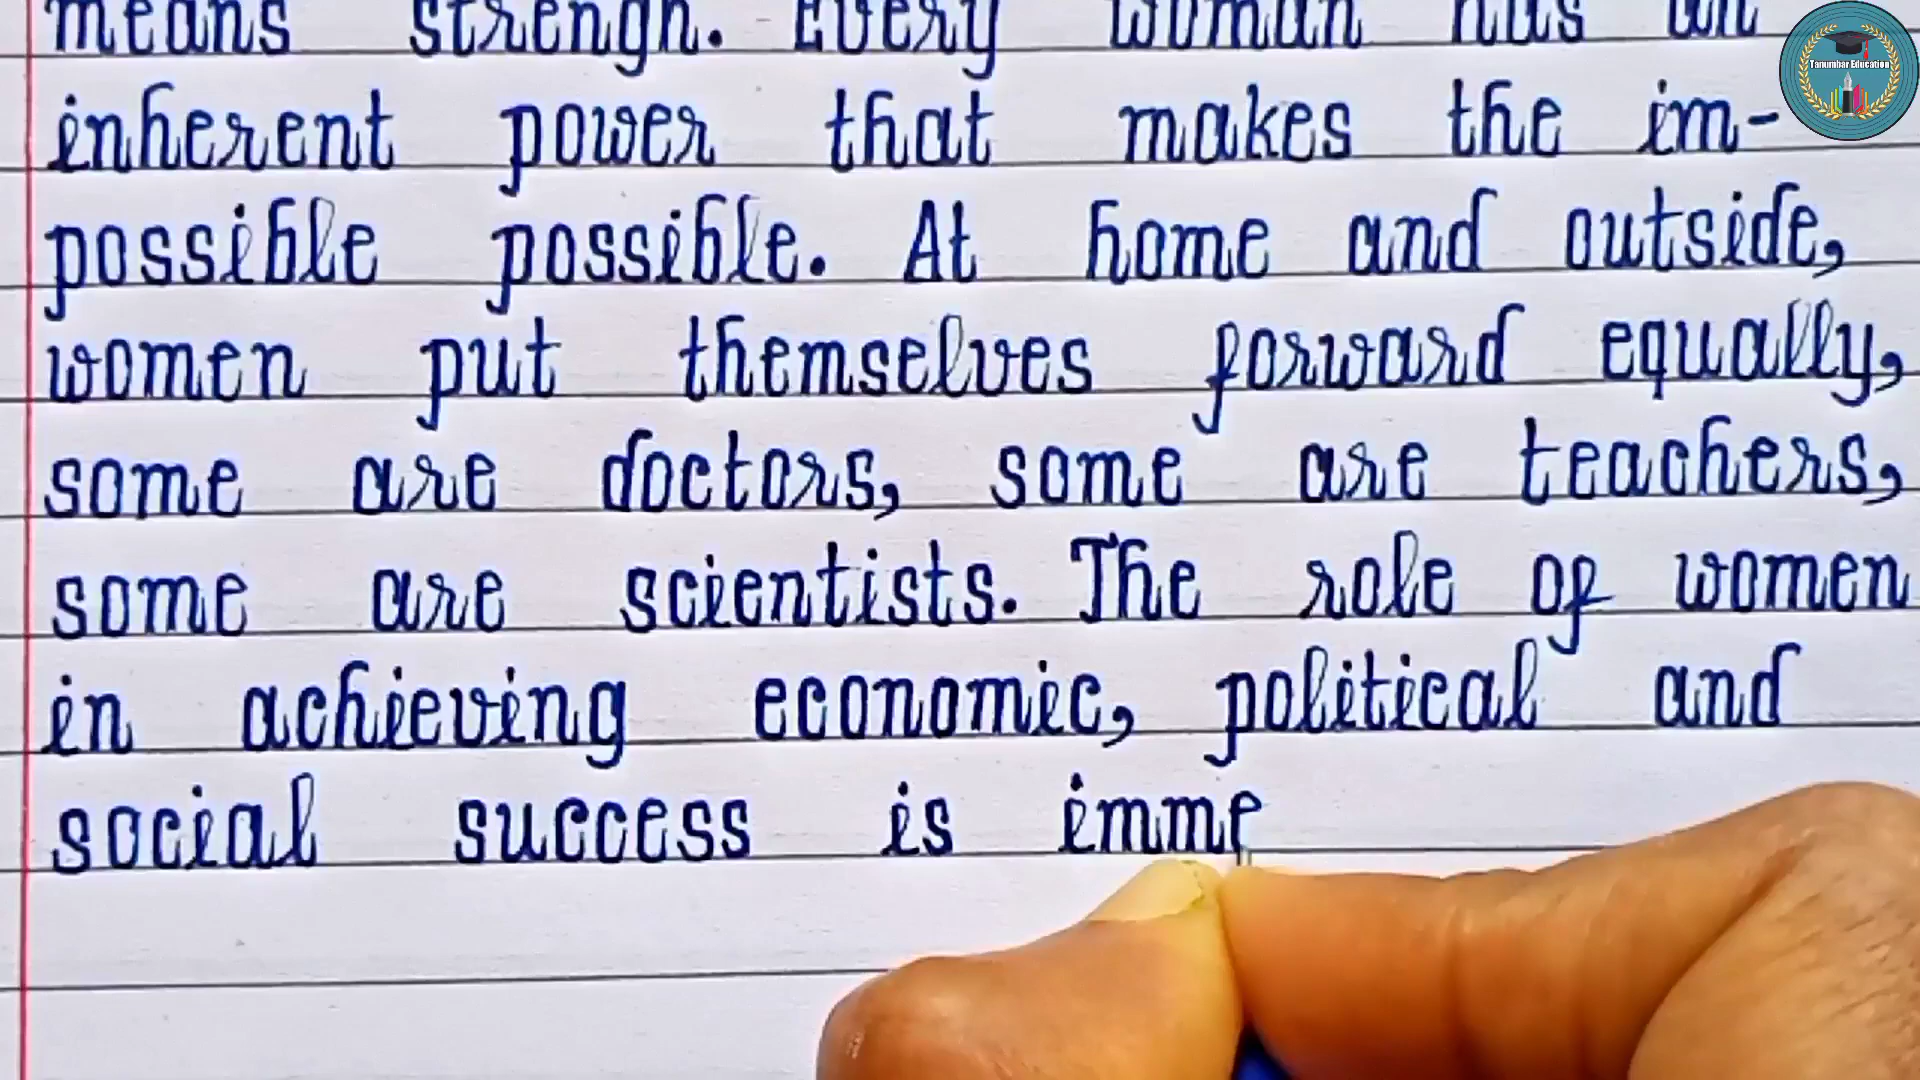 means strengh. Every woman has an
inherent power that makes the im-
possible possible. At home and outside,
women put themselves forward equally,
some are doctors, some are teachers,
some are scientists. The role of women
in achieving economic, political and
social success is imme
Tanumhar Education